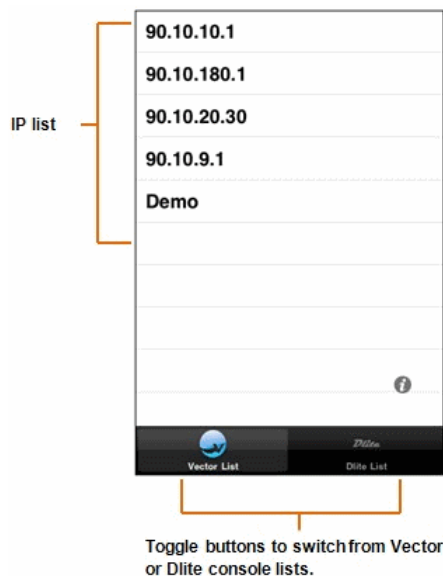 90.10.10.1
90.10.180.1
IP list
90.10.20.30
90.10.9.1
Demo
i
Dlite
Vector List
Dlite List
Toggle buttons to switch from Vector
or Dlite console lists.